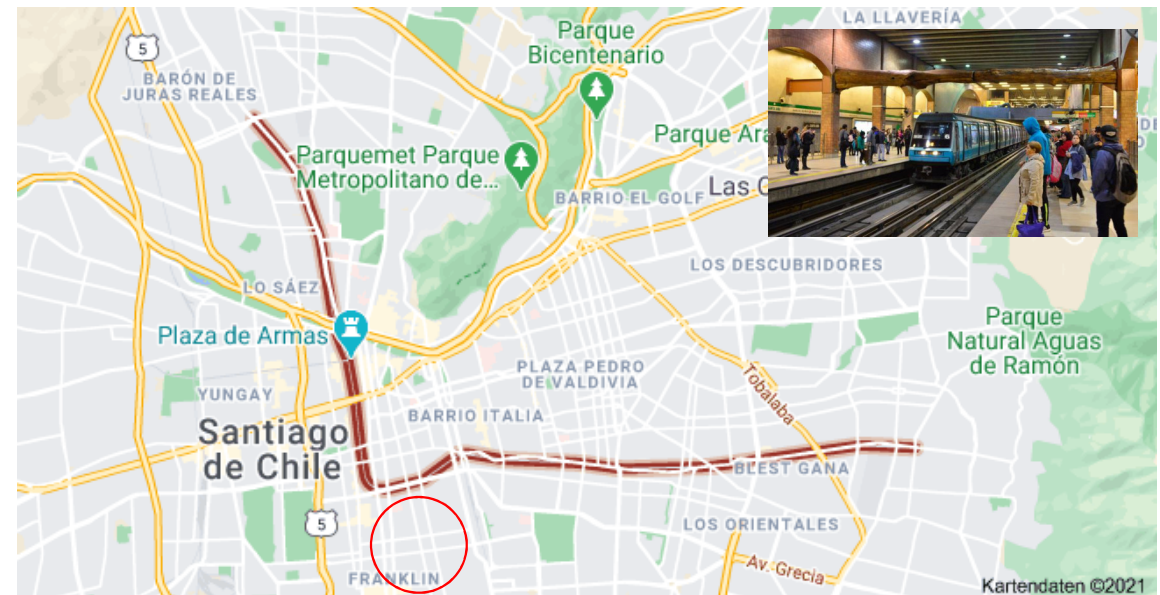 LA LLAVERÍA
Parque
Bicentenario
5
BARÓN DE
JURAS REALES
Parque Ara
Parquemet Parque
Metropolitano de...
BARRIO EL GOLF
Las C
LOS DESCUBRIDORES
LO SÁEZ
Parque
Natural Aguas
de Ramón
Plaza de Armas
PLAZA PEDRO
DE VALDIVIA
Tobalaba
YUNGAY
BARRIO ITALIA
Santiago
de Chile
BLEST GANA
5
LOS ORIENTALES
Av. Grecia
FRANKLIN
Kartendaten ©2021